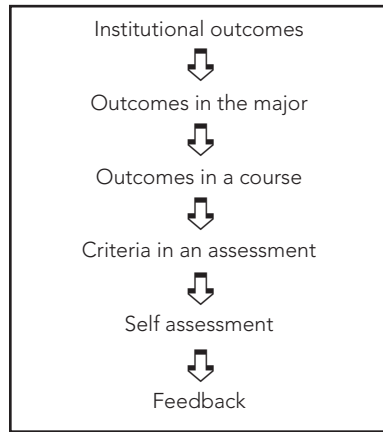 Institutional outcomes
Outcomes in the major
Outcomes in a course
Criteria in an assessment
Self assessment
Feedback